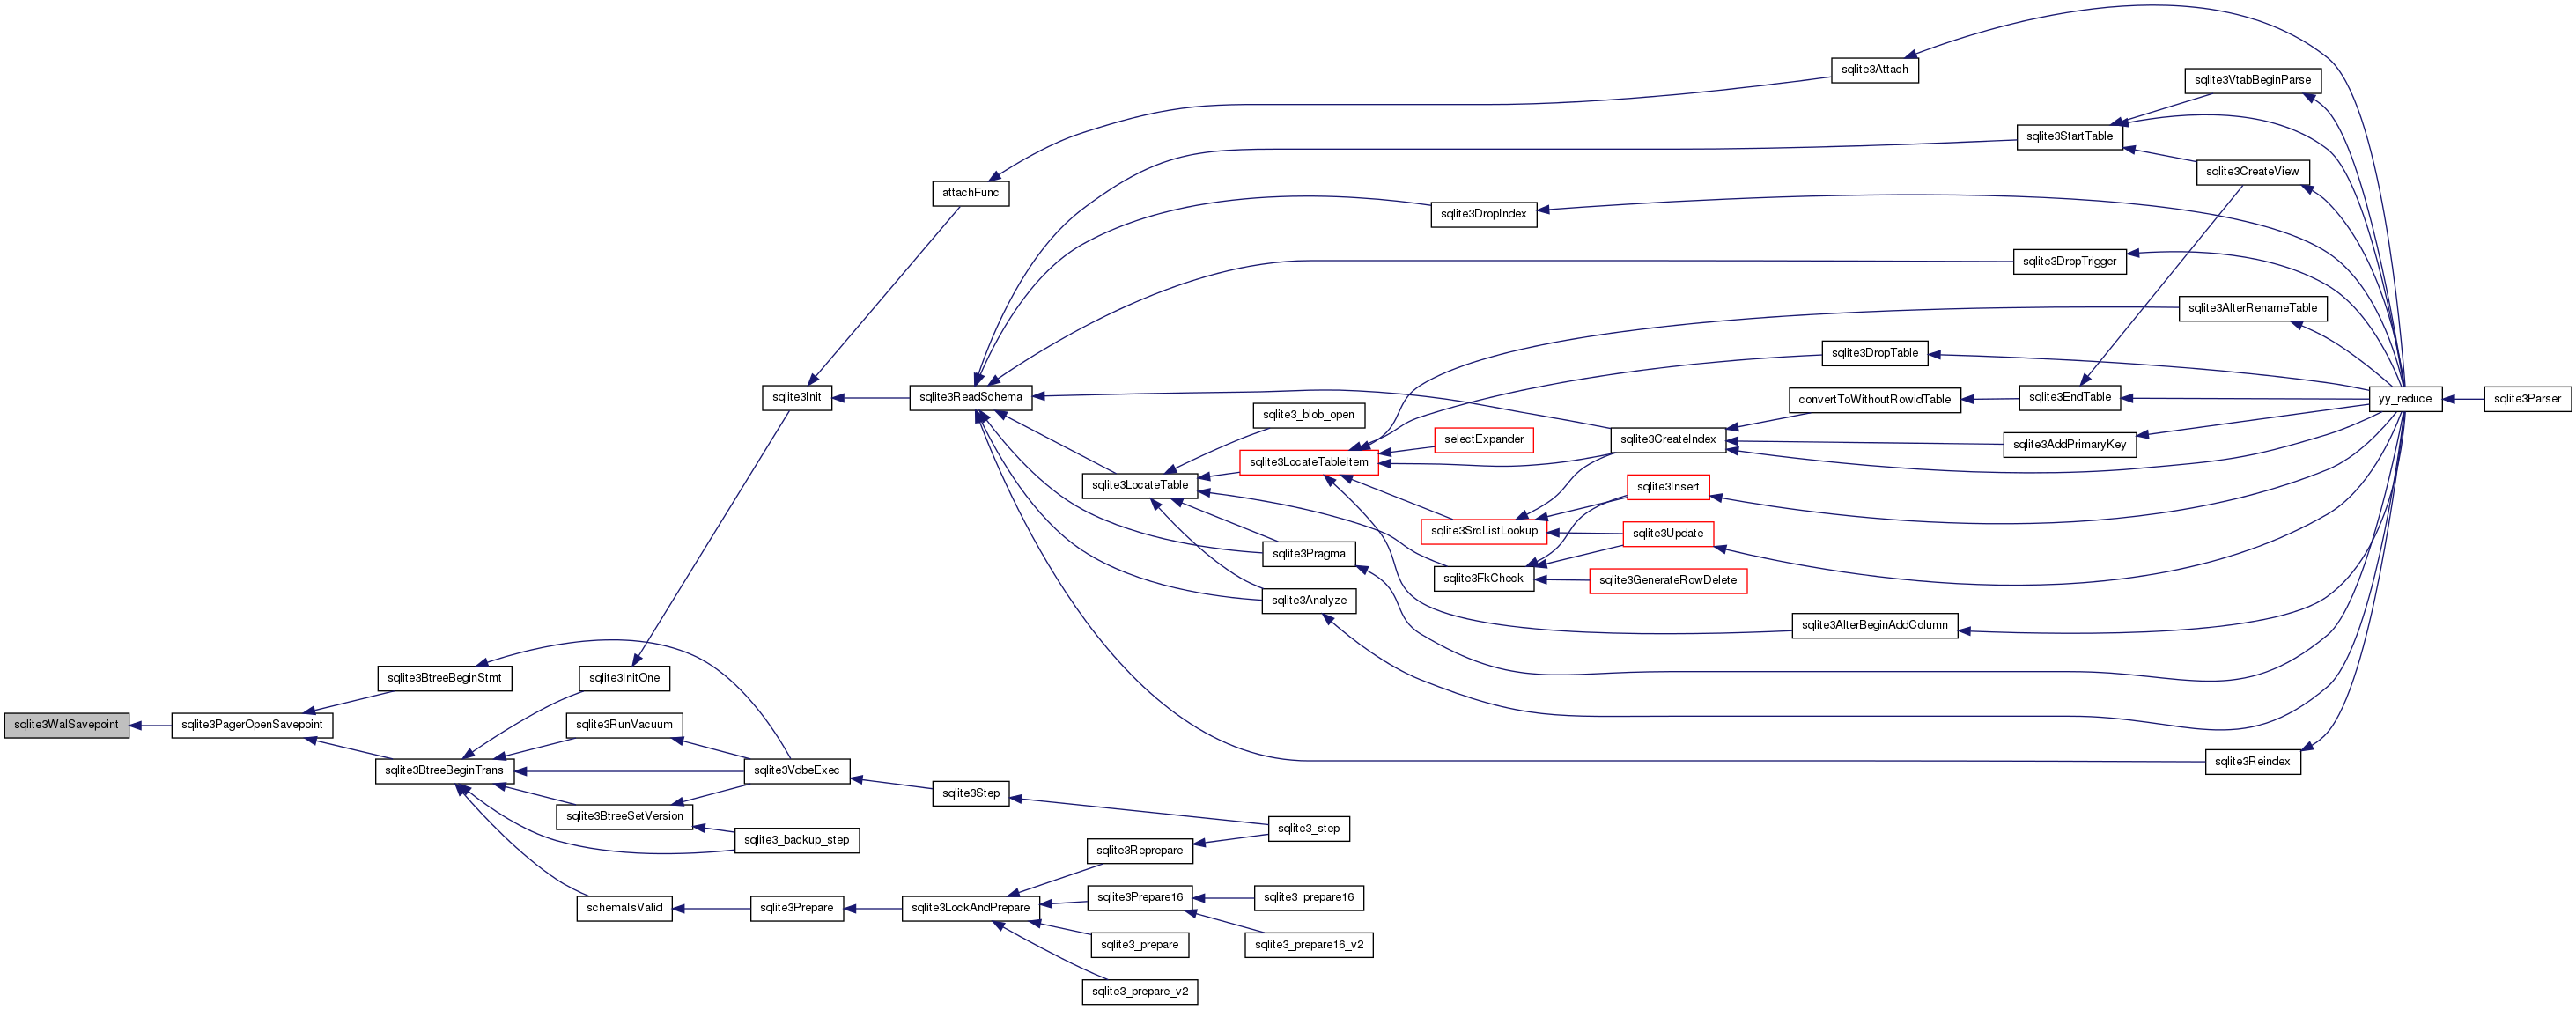 sqlite3Attach
sqlite3VtabBeginParse
sqlite3StartTable
sqlite3CreateView
attachFunc
sqlite3DropIndex
sqlite3DropTrigger
sqlite3AlterRenameTable
sqlite3DropTable
sqlite3Init
sqlite3ReadSchema
convertToWithoutRowidTable
sqlite3EndTable
yy_reduce
sqlite3Parser
sqlite3_blob_open
selectExpander
sqlite3CreateIndex
sqlite3AddPrimaryKey
sqlite3LocateTableItem
sqlite3LocateTable
sqlite3Insert
sqlite3SrcListLookup
sqlite3Update
sqlite3Pragma
sqlite3FkCheck
sqlite3GenerateRowDelete
sqlite3Analyze
sqlite3AlterBeginAddColumn
sqlite3BtreeBeginStmt
sqlite3InitOne
sqlite3WalSavepoint
sqlite3PagerOpenSavepoint
sqlite3RunVacuum
sqlite3Reindex
sqlite3BtreeBeginTrans
sqlite3VdbeExec
sqlite3Step
sqlite3BtreeSetVersion
sqlite3_step
sqlite3_backup_step
sqlite3Reprepare
schemaIsValid
sqlite3Prepare
sqlite3LockAndPrepare
sqlite3Prepare16
sqlite3_prepare16
sqlite3_prepare
sqlite3_prepare16_v2
sqlite3_prepare_v2